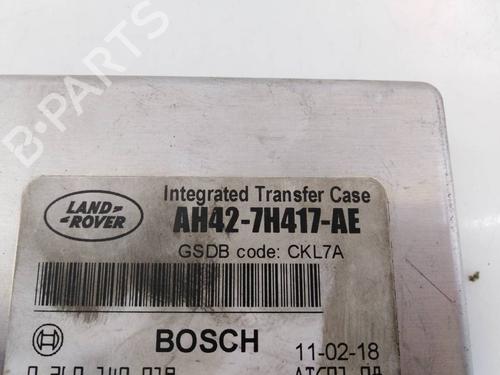 B-PARTS
LAND
ROVER
Integrated Transfer Case
AH42-7H417-AE
GSDB code: CKL7A
BOSCH
11-02-18